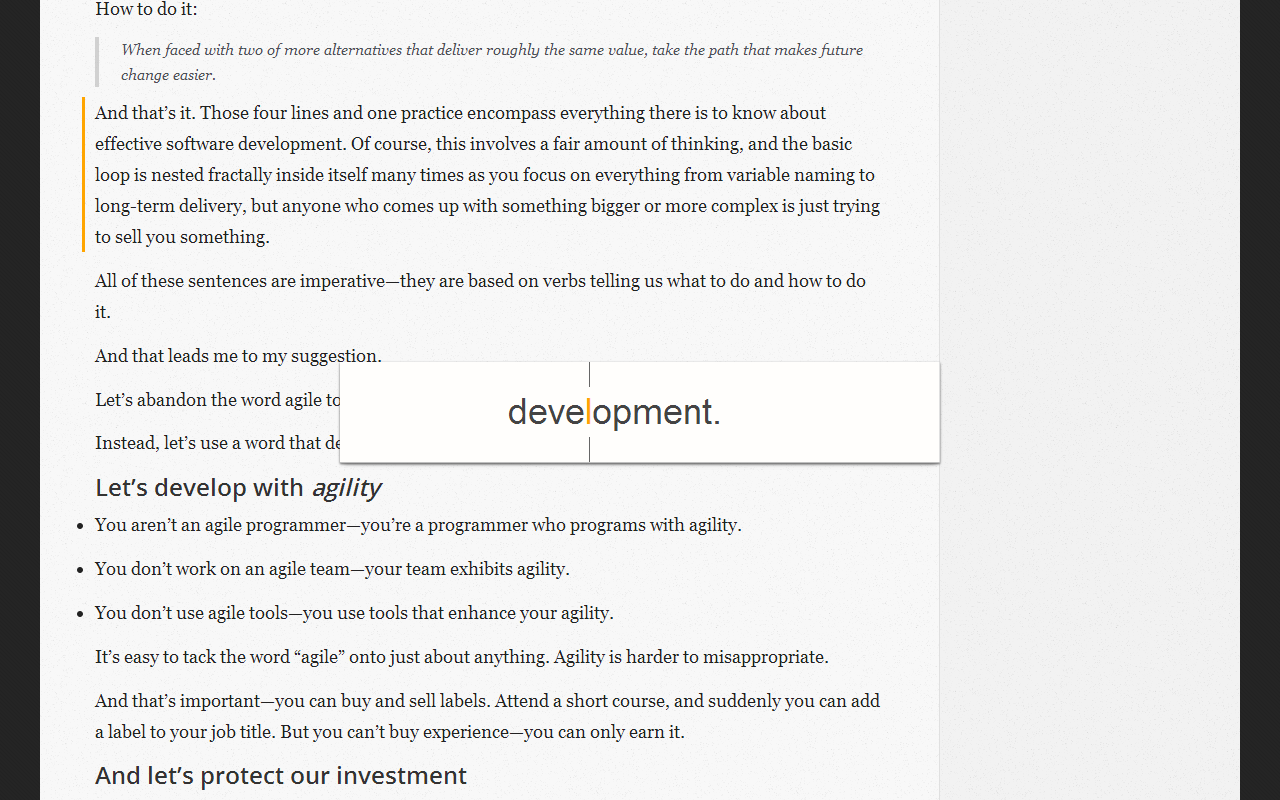 How to do it:
When faced with two of more alternatives that deliver roughly the same value, take the path that makes future
change easier.
And that’s it. Those four lines and one practice encompass everything there is to know about
effective software development. Of course, this involves a fair amount of thinking, and the basic
loop is nested fractally inside itself many times as you focus on everything from variable naming to
long-term delivery, but anyone who comes up with something bigger or more complex is just trying
to sell you something.
All of these sentences are imperative—they are based on verbs telling us what to do and how to do
it.
And that leads me to my suggestion.
Let’s abandon the word agile to
development.
Instead, let’s use a word that de
Let’s develop with agility
• You aren’t an agile programmer—you’re a programmer who programs with agility.
• You don’t work on an agile team—your team exhibits agility.
• You don’t use agile tools—you use tools that enhance your agility.
It’s easy to tack the word “agile” onto just about anything. Agility is harder to misappropriate.
And that’s important—you can buy and sell labels. Attend a short course, and suddenly you can add
a label to your job title. But you can’t buy experience—you can only earn it.
And let’s protect our investment